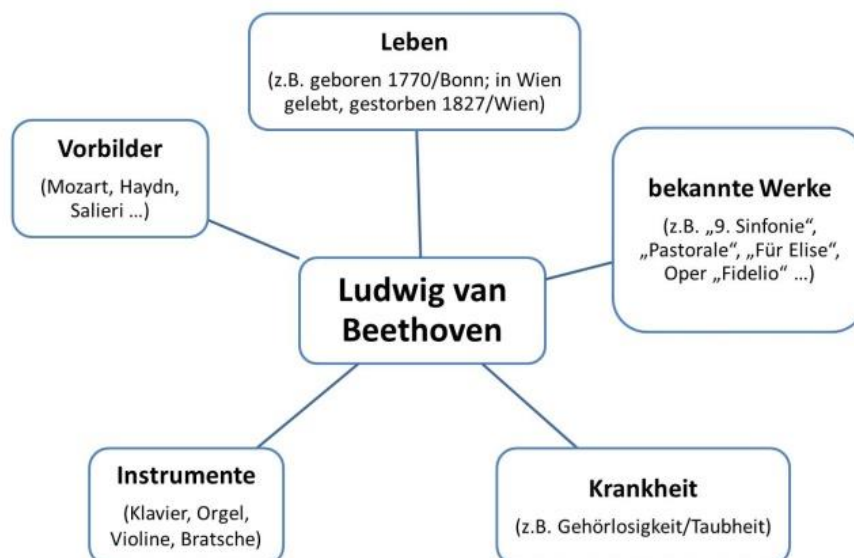 Leben
(z.B. geboren 1770/Bonn; in Wien
gelebt, gestorben 1827/Wien)
Vorbilder
(Mozart, Haydn,
Salieri ...)
bekannte Werke
(z.B. „9. Sinfonie“,
„Pastorale“, „Für Elise“,
Oper „Fidelio“ ...)
Ludwig van
Beethoven
Instrumente
(Klavier, Orgel,
Violine, Bratsche)
Krankheit
(z.B. Gehörlosigkeit/Taubheit)